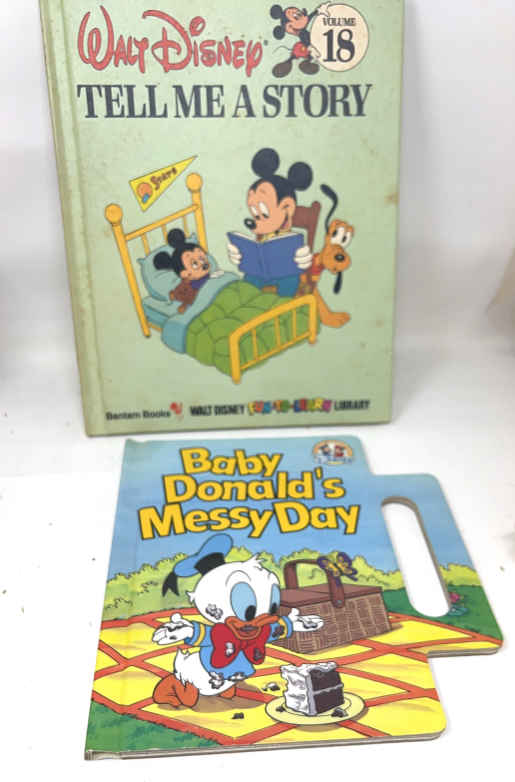 WALT DISNEY
VOLUME
18
TELL ME A STORY
STARS
Bantam Books WALT DISNEY FUN-TO-LEARN LIBRARY
Baby
Donald's
Messy Day